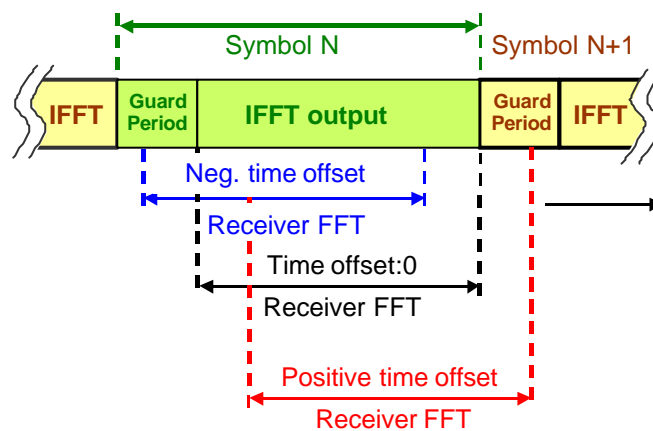 Symbol N
Symbol N+1
IFFT
Guard
Period
IFFT output
Guard
Period
IFFT
Neg. time offset
Receiver FFT
Time offset:0
Receiver FFT
Positive time offset
Receiver FFT